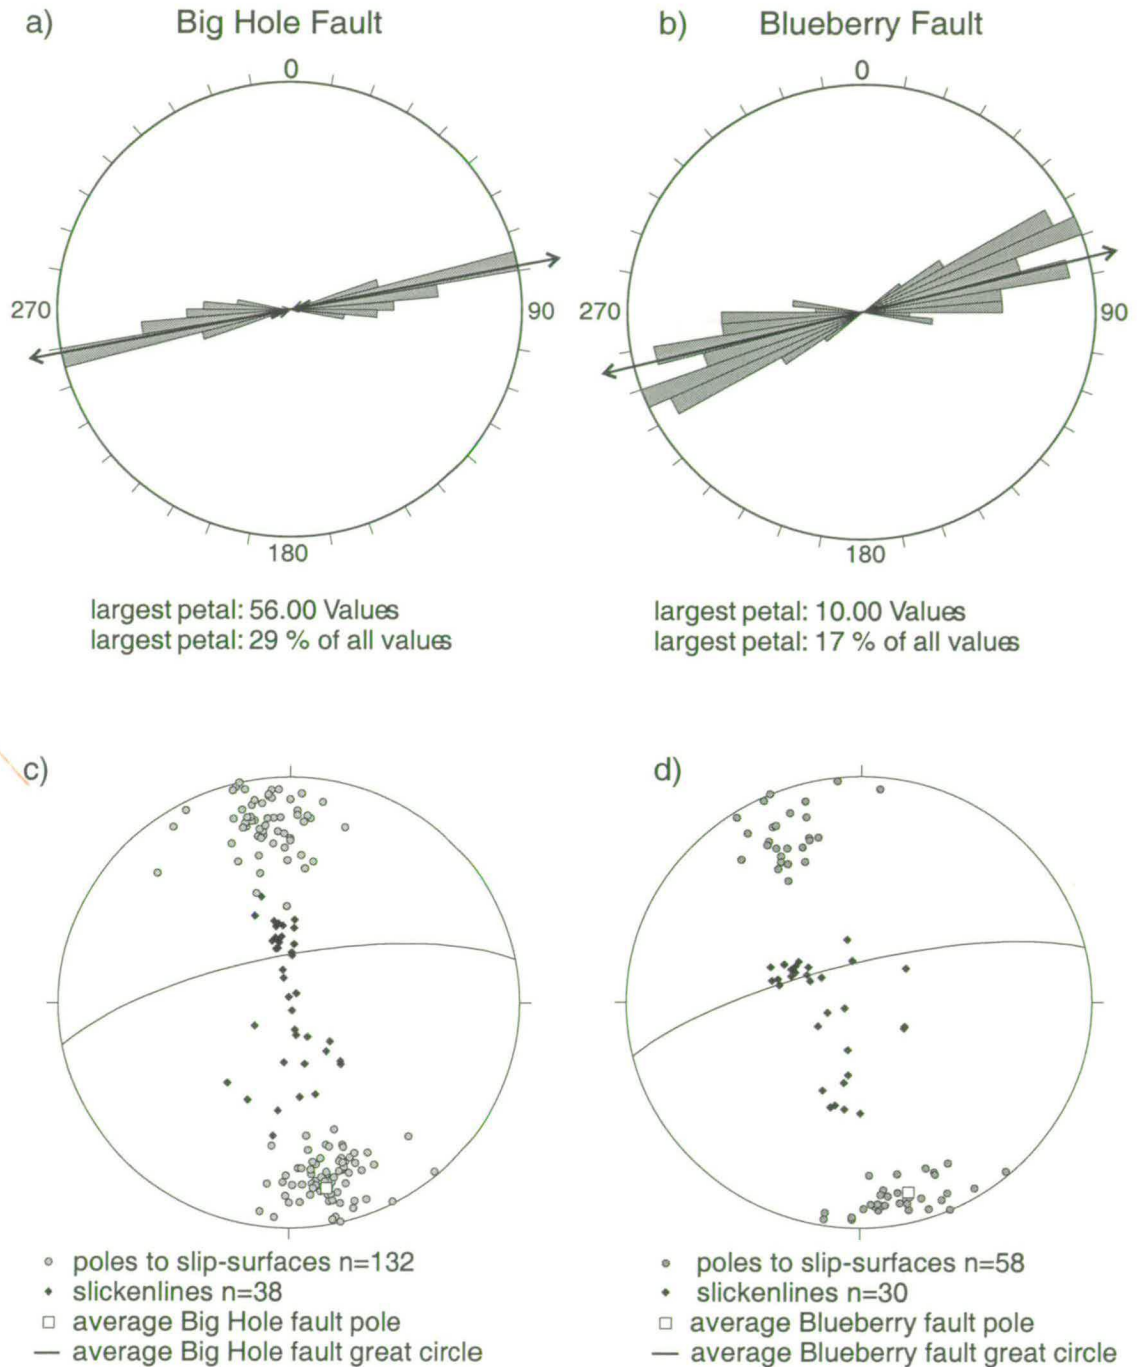 a)
Big Hole Fault
b)
Blueberry Fault
0
270
90
180
0
270
90
180
largest petal: 56.00 Values
largest petal: 29 % of all values
largest petal: 10.00 Values
largest petal: 17 % of all values
c)
d)
poles to slip-surfaces n=132
slickenlines n=38
average Big Hole fault pole
average Big Hole fault great circle
poles to slip-surfaces n=58
slickenlines n=30
average Blueberry fault pole
average Blueberry fault great circle